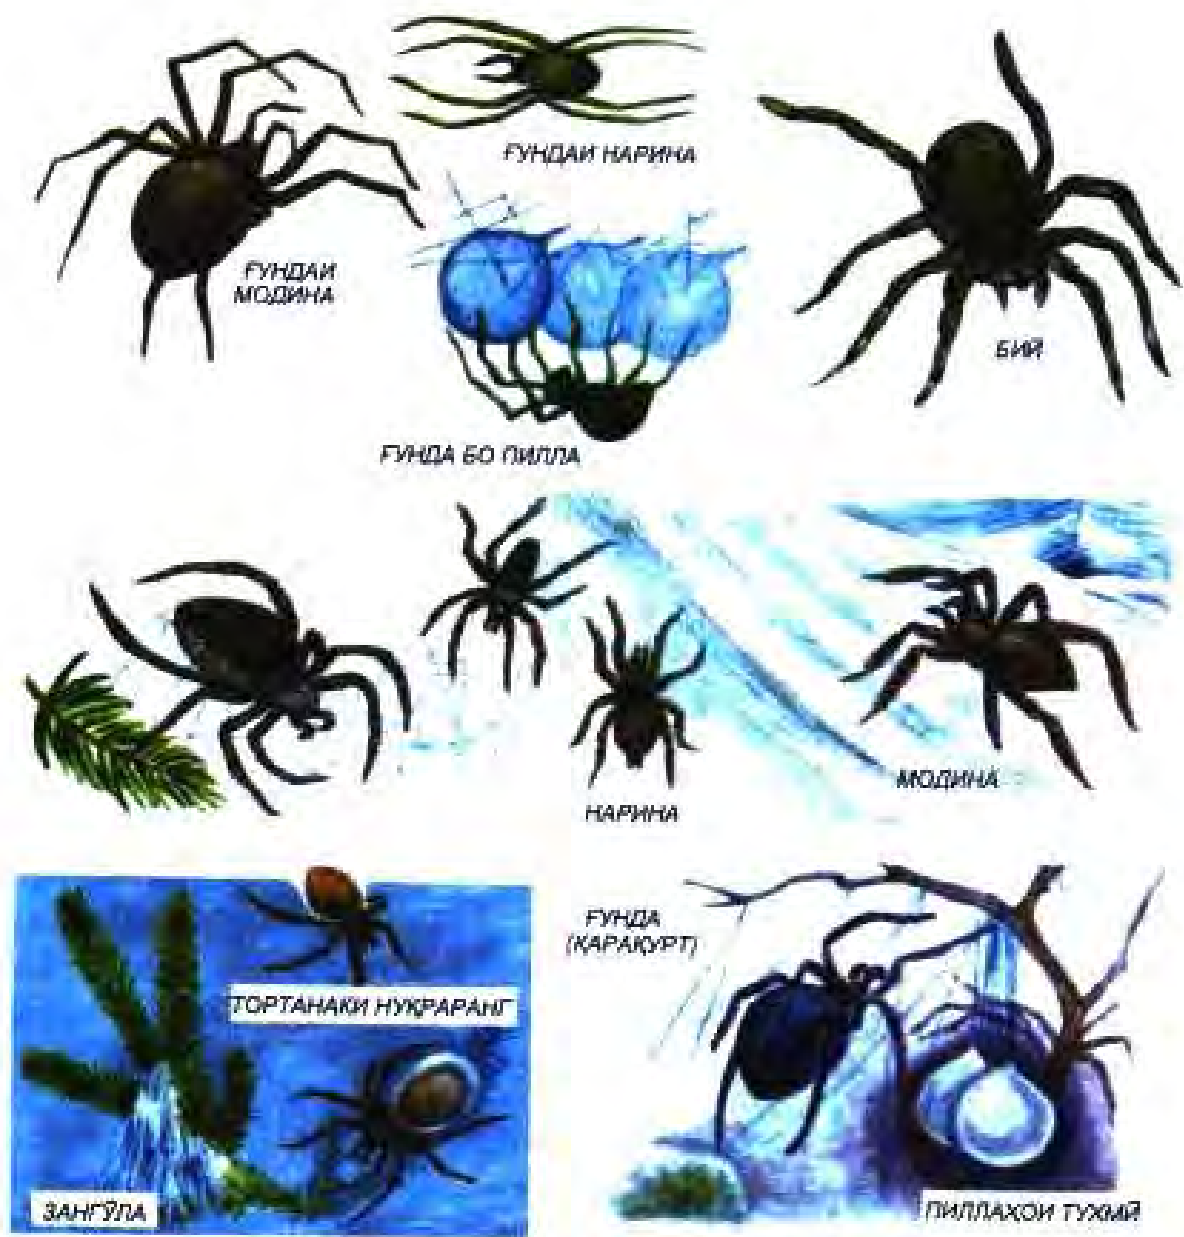 ҒУНДАИ НАРИНА
ҒУНДАИ
МОДИНА
БИЙ
ҒУНДА БО ПИЛЛА
МОДИНА
НАРИНА
ҒУНДА
(ҚАРАҚУРТ)
ТОРТАНАКИ НУҚРАРАНГ
ЗАНГӮЛА
ПИЛЛАҲОИ ТУХМӢ